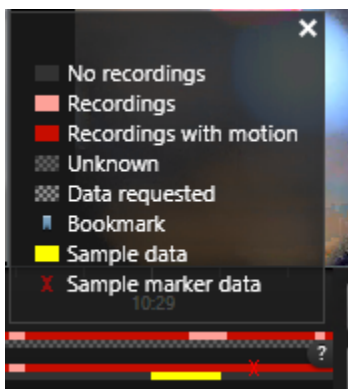 No recordings
Recordings
Recordings with motion
Unknown
Data requested
Bookmark
Sample data
X Sample marker data
10:29
?
X